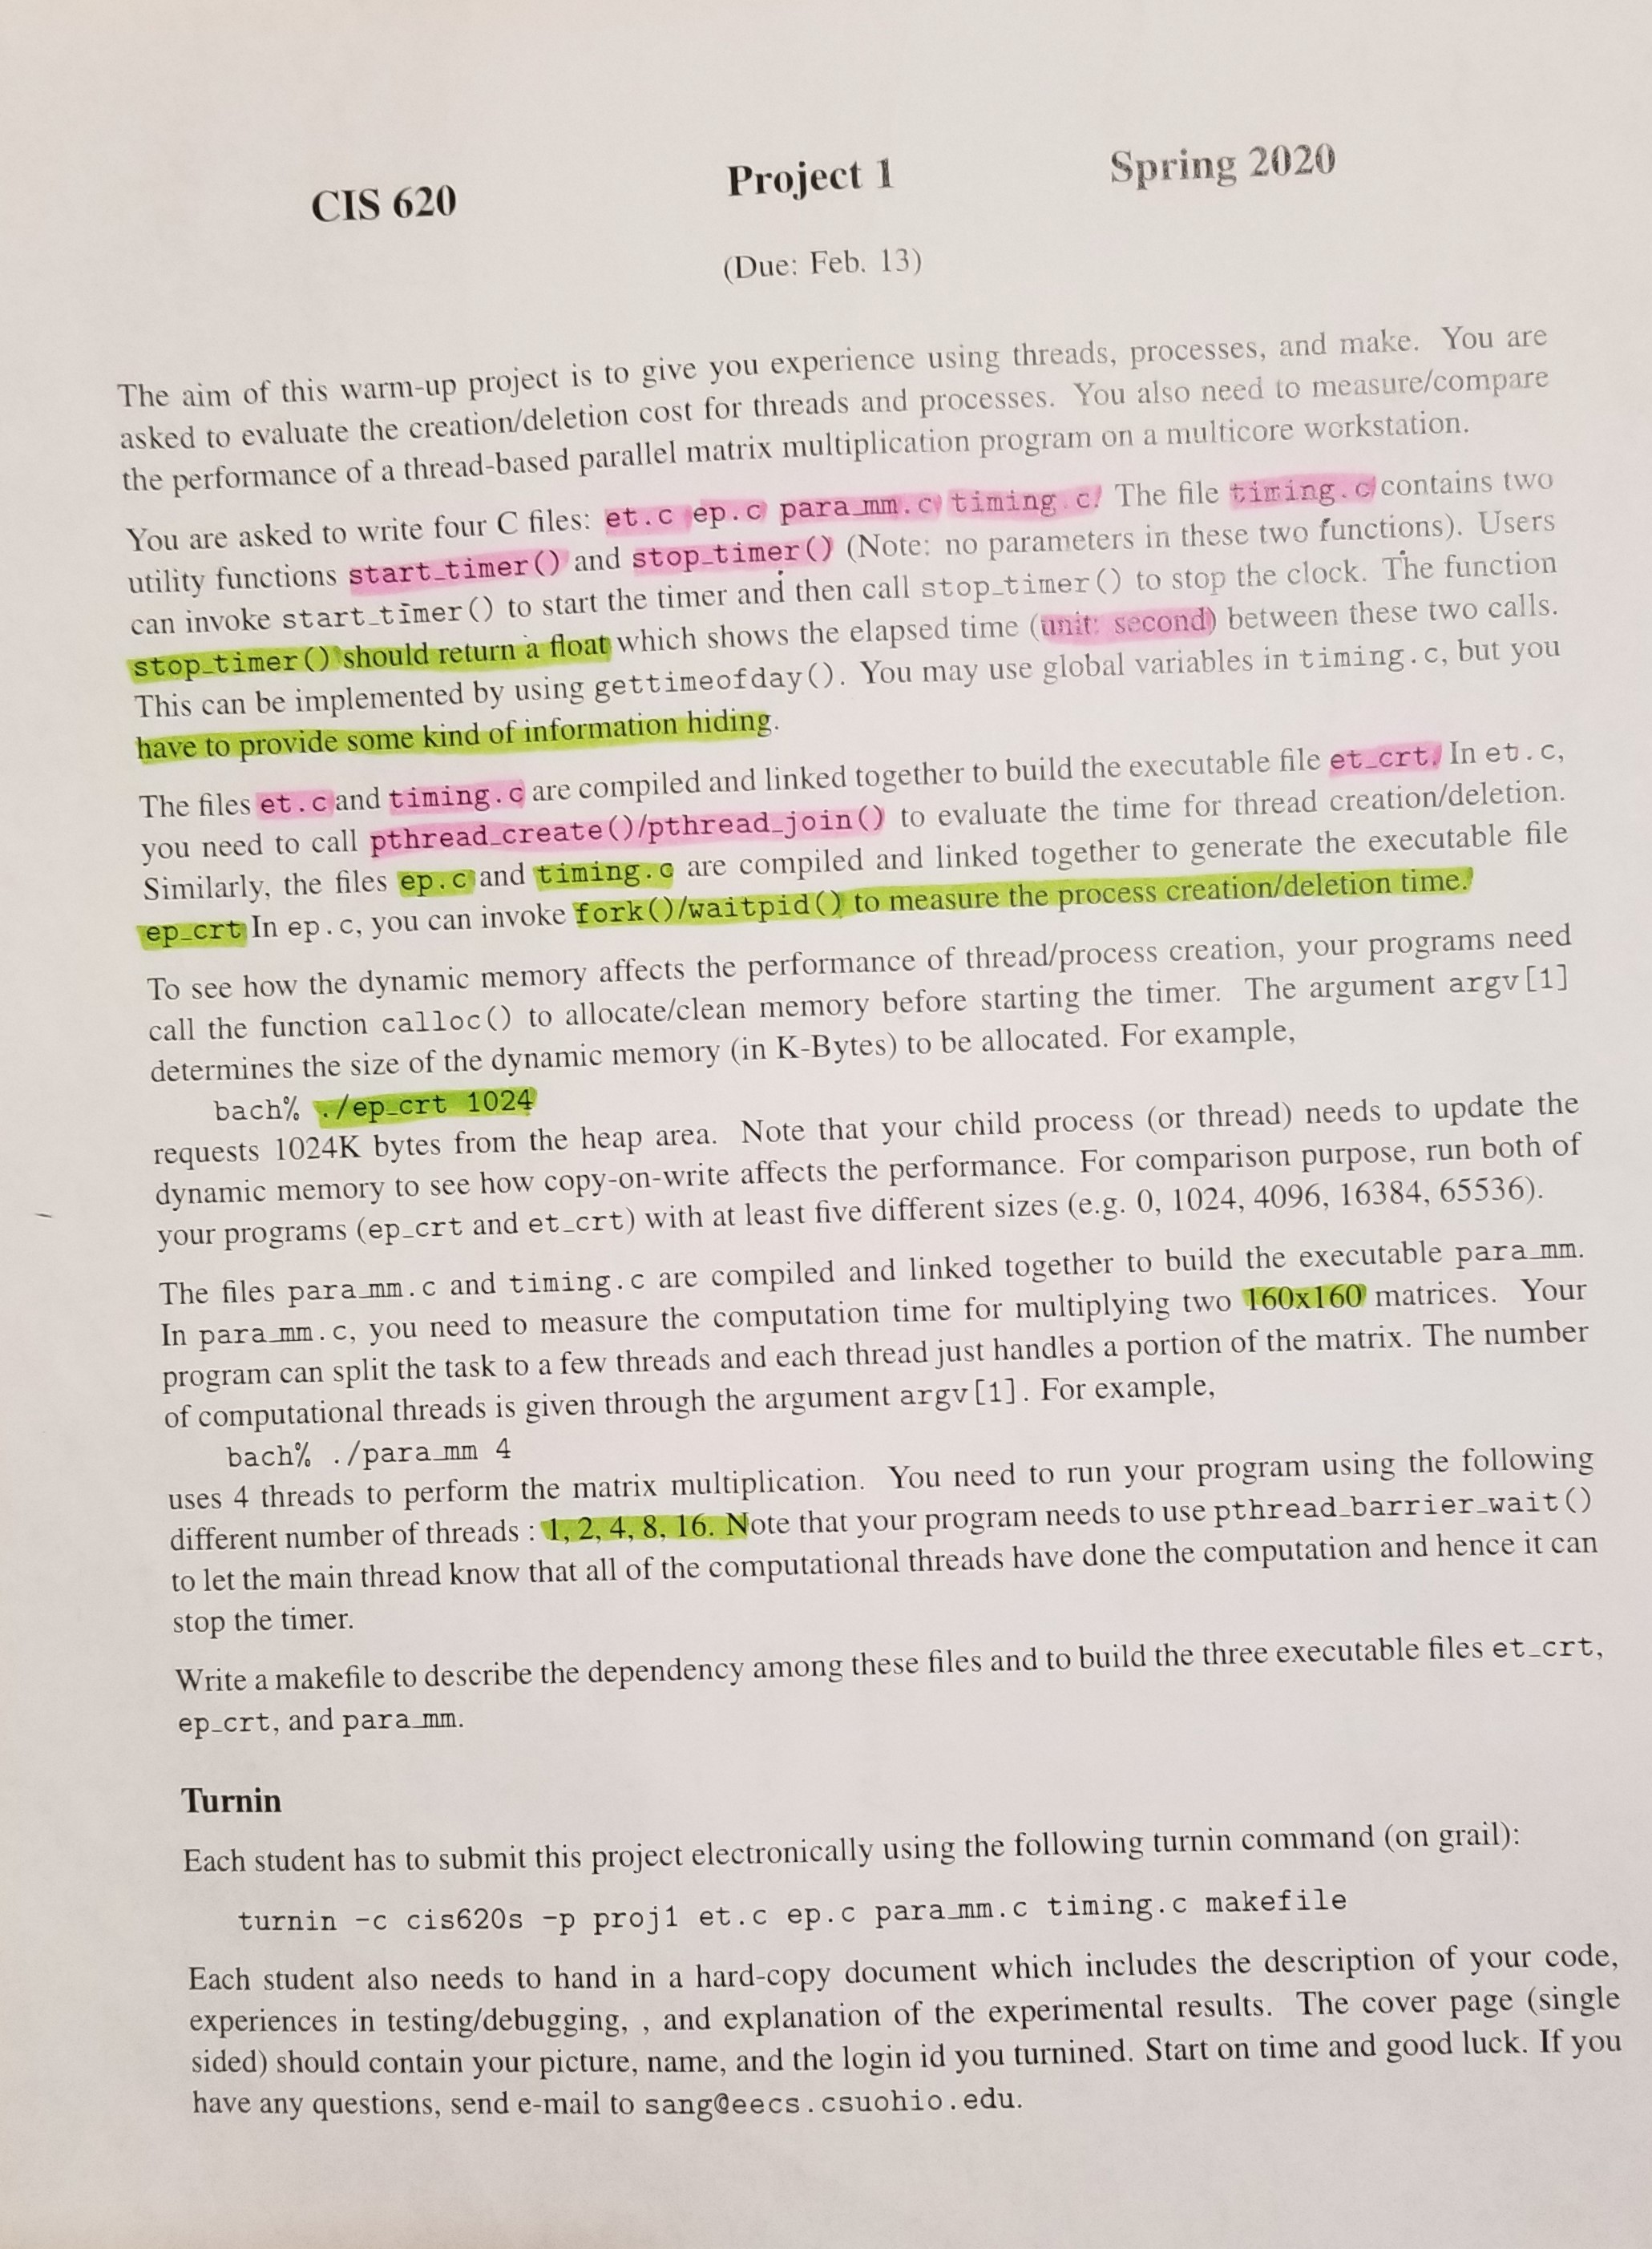 CIS 620 Project 1 Spring 2020
(Due: Feb. 13)
The aim of this warm-up project is to give you experience using threads, processes, and make. You are
asked to evaluate the creation/deletion cost for threads and processes. You also need to measure/compare
the performance of a thread-based parallel matrix multiplication program on a multicore workstation.
You are asked to write four C files: et.c ep.c para_mm.c timing.c. The file timing.c contains two
utility functions start_timer() and stop_timer() (Note: no parameters in these two functions). Users
can invoke start_timer() to start the timer and then call stop_timer() to stop the clock. The function
stop_timer() should return a float which shows the elapsed time (unit: second) between these two calls.
This can be implemented by using gettimeofday(). You may use global variables in timing.c, but you
have to provide some kind of information hiding.
The files et.c and timing.c are compiled and linked together to build the executable file et_crt. In et.c,
you need to call pthread_create()/pthread_join() to evaluate the time for thread creation/deletion.
Similarly, the files ep.c and timing.c are compiled and linked together to generate the executable file
ep_crt In ep.c, you can invoke fork()/waitpid() to measure the process creation/deletion time.
To see how the dynamic memory affects the performance of thread/process creation, your programs need
call the function calloc() to allocate/clean memory before starting the timer. The argument argv[1]
determines the size of the dynamic memory (in K-Bytes) to be allocated. For example,
bach% ./ep_crt 1024
requests 1024K bytes from the heap area. Note that your child process (or thread) needs to update the
dynamic memory to see how copy-on-write affects the performance. For comparison purpose, run both of
your programs (ep_crt and et_crt) with at least five different sizes (e.g. 0, 1024, 4096, 16384, 65536).
The files para_mm.c and timing.c are compiled and linked together to build the executable para_mm.
In para_mm.c, you need to measure the computation time for multiplying two 160x160 matrices. Your
program can split the task to a few threads and each thread just handles a portion of the matrix. The number
of computational threads is given through the argument argv[1]. For example,
bach% ./para_mm 4
uses 4 threads to perform the matrix multiplication. You need to run your program using the following
different number of threads : 1, 2, 4, 8, 16. Note that your program needs to use pthread_barrier_wait()
to let the main thread know that all of the computational threads have done the computation and hence it can
stop the timer.
Write a makefile to describe the dependency among these files and to build the three executable files et_crt,
ep_crt, and para_mm.
Turnin
Each student has to submit this project electronically using the following turnin command (on grail):
turnin -c cis620s -p proj1 et.c ep.c para_mm.c timing.c makefile
Each student also needs to hand in a hard-copy document which includes the description of your code,
experiences in testing/debugging, , and explanation of the experimental results. The cover page (single
sided) should contain your picture, name, and the login id you turnined. Start on time and good luck. If you
have any questions, send e-mail to sang@eecs.csuohio.edu.